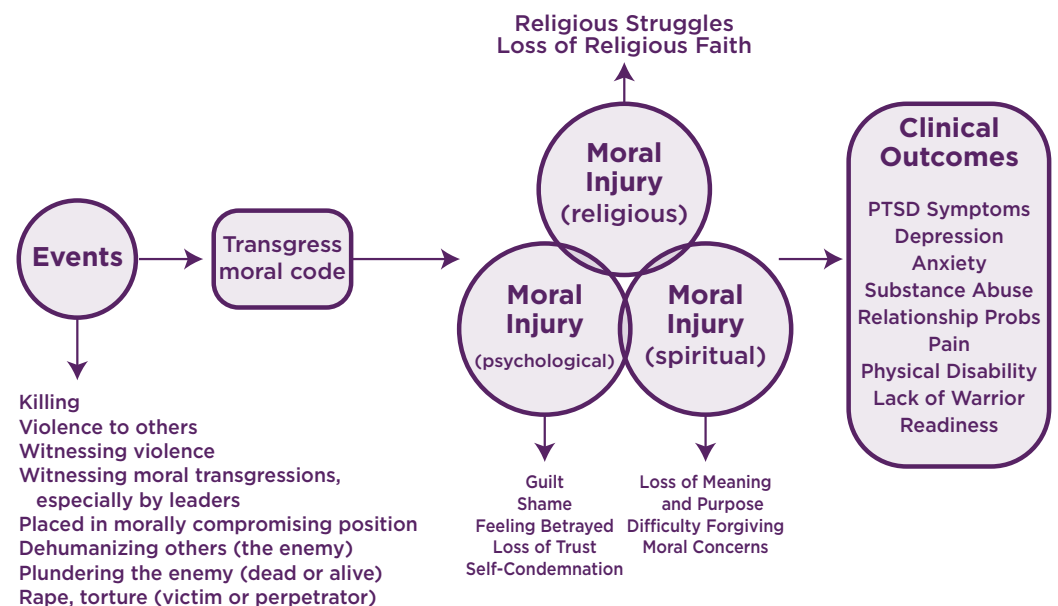 Religious Struggles
Loss of Religious Faith
Moral
Injury
(religious)
Events
Transgress
moral code
Moral
Injury
(psychological)
Moral
Injury
(spiritual)
Clinical
Outcomes
PTSD Symptoms
Depression
Anxiety
Substance Abuse
Relationship Probs
Pain
Physical Disability
Lack of Warrior
Readiness
Killing
Violence to others
Witnessing violence
Witnessing moral transgressions,
especially by leaders
Placed in morally compromising position
Dehumanizing others (the enemy)
Plundering the enemy (dead or alive)
Rape, torture (victim or perpetrator)
Guilt
Shame
Feeling Betrayed
Loss of Trust
Self-Condemnation
Loss of Meaning
and Purpose
Difficulty Forgiving
Moral Concerns